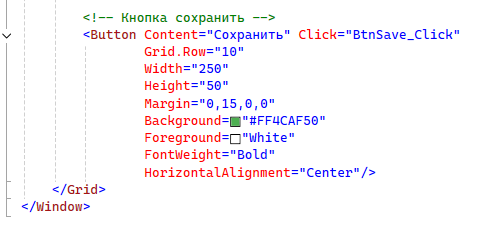 <!-- Кнопка сохранить -->
<Button Content="Сохранить" Click="BtnSave_Click"
Grid.Row="10"
Width="250"
Height="50"
Margin="0,15,0,0"
Background="#FF4CAF50"
Foreground="White"
FontWeight="Bold"
HorizontalAlignment="Center"/>
</Grid>
</Window>